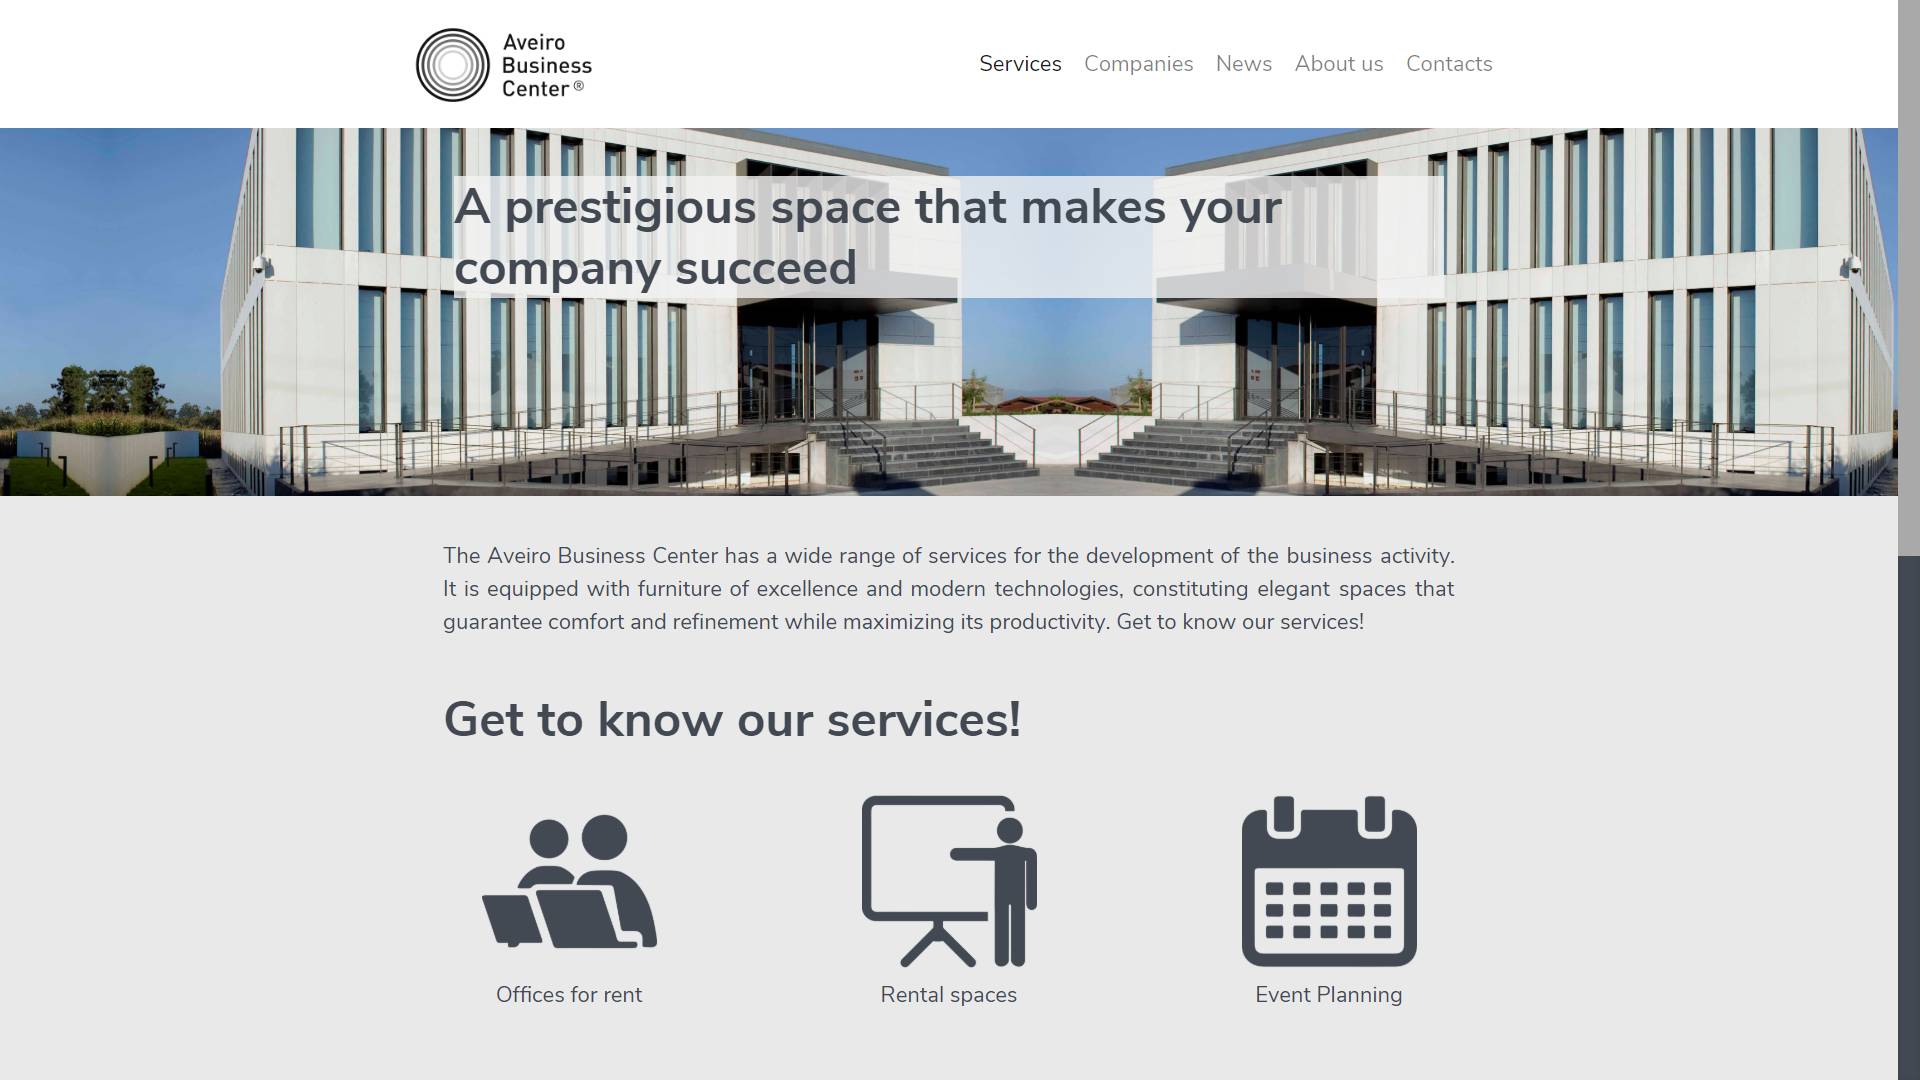 Aveiro
Business
Center ®
Services
Companies
News
About us
Contacts
A prestigious space that makes your
company succeed
The Aveiro Business Center has a wide range of services for the development of the business activity.
It is equipped with furniture of excellence and modern technologies, constituting elegant spaces that
guarantee comfort and refinement while maximizing its productivity. Get to know our services!
Get to know our services!
Offices for rent
Rental spaces
Event Planning